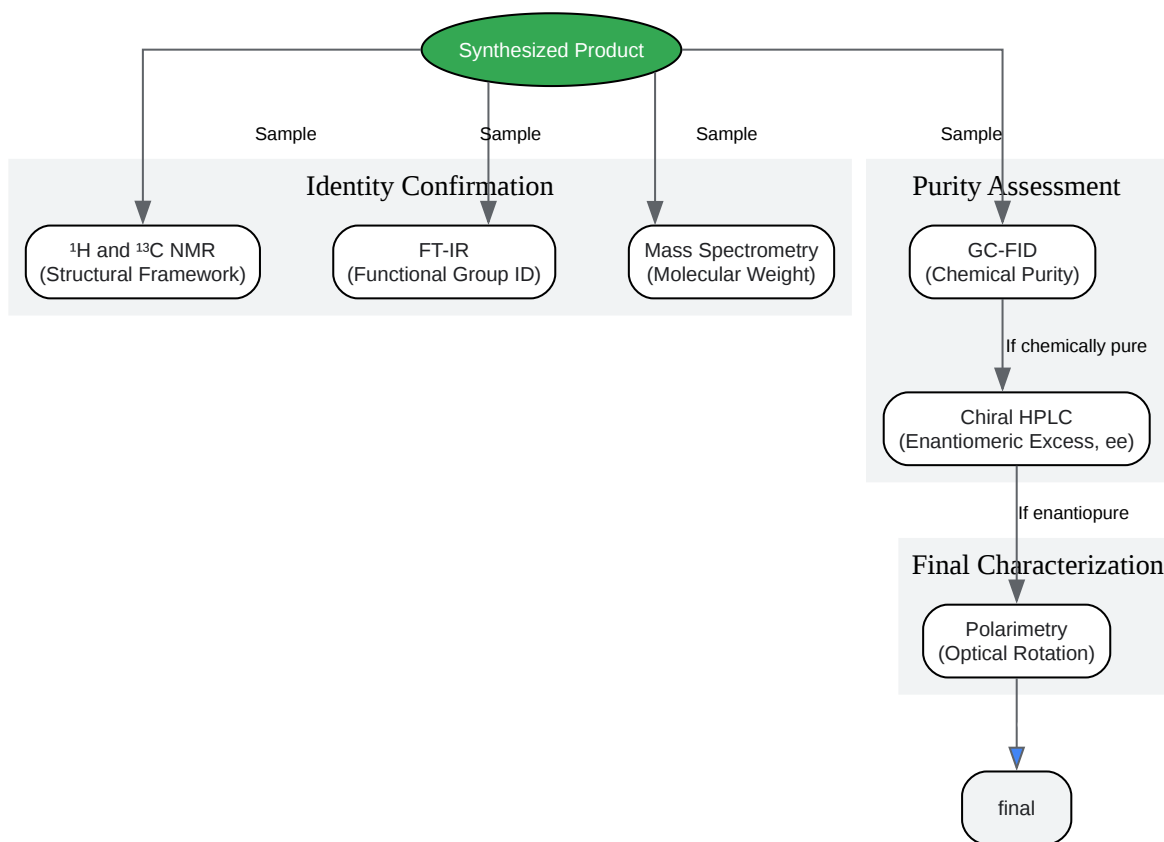 Synthesized Product
Sample
Sample
Sample
Sample
Identity Confirmation
Purity Assessment
¹H and ¹³C NMR
(Structural Framework)
FT-IR
(Functional Group ID)
Mass Spectrometry
(Molecular Weight)
GC-FID
(Chemical Purity)
If chemically pure
Chiral HPLC
(Enantiomeric Excess, ee)
If enantiopure
Final Characterization
Polarimetry
(Optical Rotation)
final